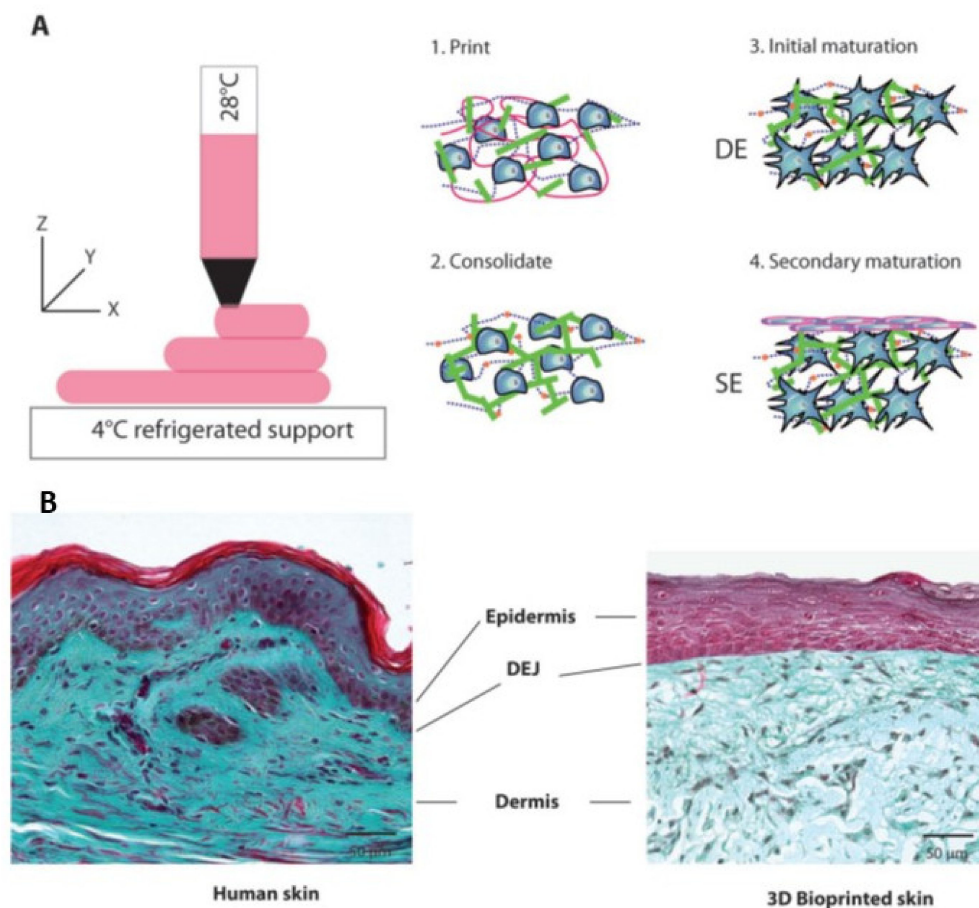 A
28°C
Z
Y
X
4°C refrigerated support
1. Print
2. Consolidate
3. Initial maturation
DE
4. Secondary maturation
SE
B
Epidermis
DEJ
Dermis
50 µm
50 µm
Human skin
3D Bioprinted skin